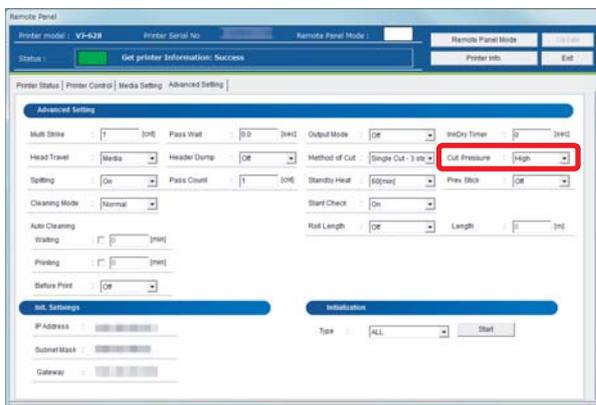 Remote Panel
Printer model : VJ-628 Printer Serial No Remote Panel Mode : Remote Panel Mode
Status : Get printer Information: Success Printer Info. Exit
Printer Status Printer Control Media Setting Advanced Setting
Advanced Setting
Multi Strike : 1 [cnt] Pass Wait : 0.0 [sec] Output Mode : Off InkDry Timer : 0 [sec]
Head Travel : Media Header Dump : Off Method of Cut : Single Cut - 3 ste Cut Pressure : High
Spitting : On Pass Count : 1 [cnt] Standby Heat : 60[min] Prev. Stick : Off
Cleaning Mode : Normal Slant Check : On
Auto Cleaning Roll Length : Off Length : 0 [m]
Waiting : 0 [min]
Printing : 0 [min]
Before Print : Off
Init. Settings Initialization
IP Address : Type : ALL Start
Subnet Mask :
Gateway :